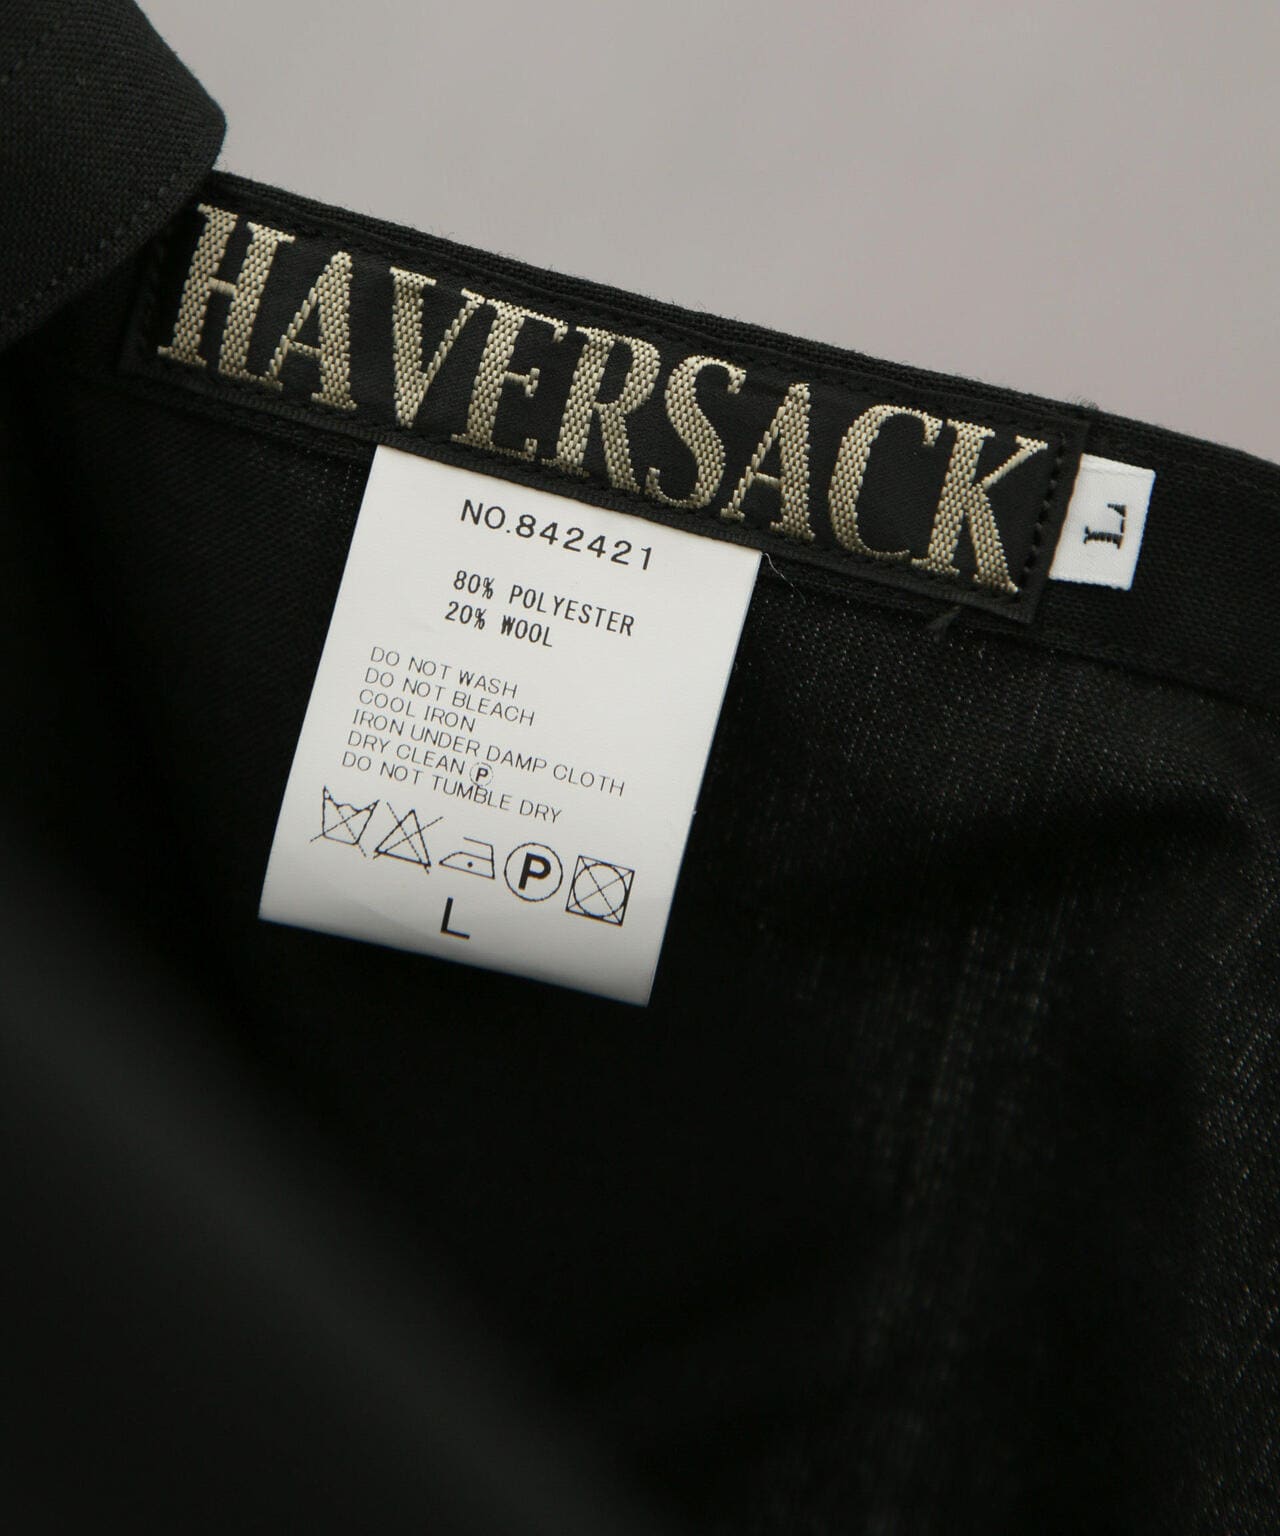 HAVERSACK
L
NO.842421
80% POLYESTER
20% WOOL
DO NOT WASH
DO NOT BLEACH
COOL IRON
IRON UNDER DAMP CLOTH
DRY CLEAN Ⓟ
DO NOT TUMBLE DRY
P
L